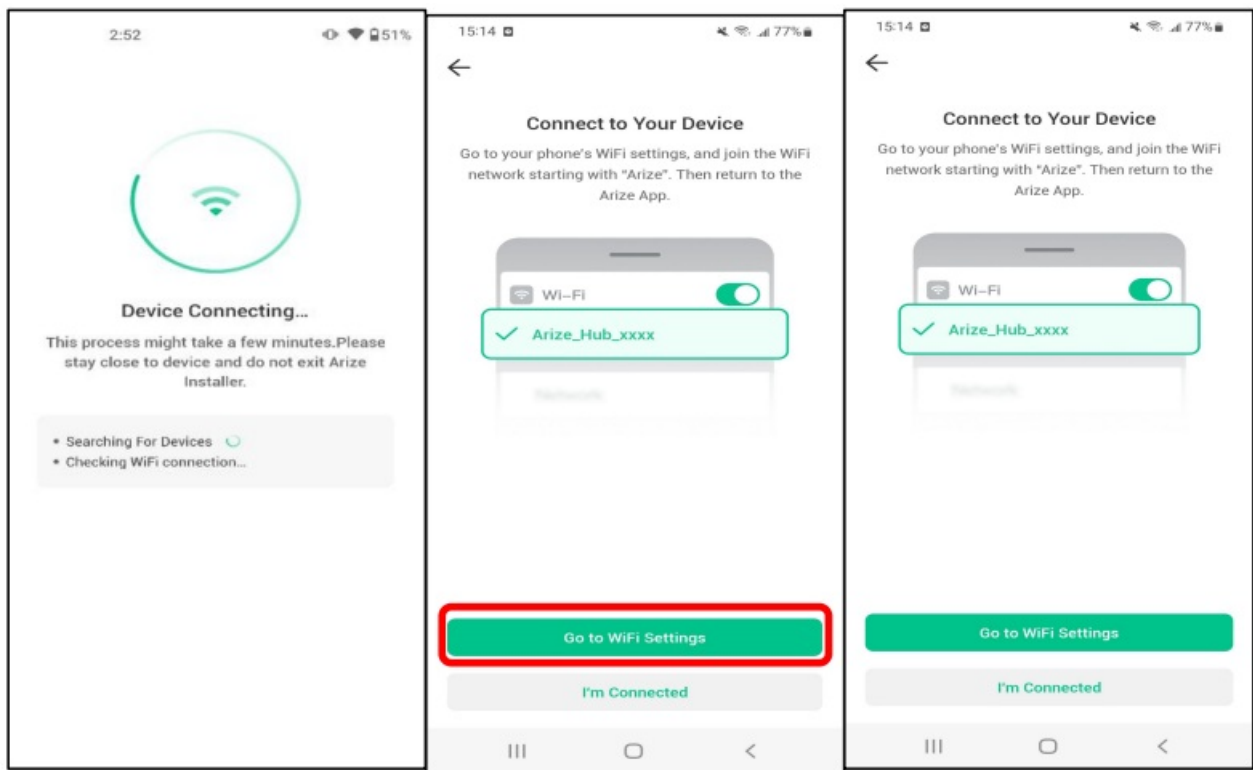 2:52
51%
Device Connecting...
This process might take a few minutes.Please
stay close to device and do not exit Arize
Installer.
• Searching For Devices
• Checking WiFi connection...
15:14
77%
Connect to Your Device
Go to your phone's WiFi settings, and join the WiFi
network starting with “Arize”. Then return to the
Arize App.
Wi-Fi
Arize_Hub_xxxx
Network
Go to WiFi Settings
I'm Connected
15:14
77%
Connect to Your Device
Go to your phone's WiFi settings, and join the WiFi
network starting with “Arize”. Then return to the
Arize App.
Wi-Fi
Arize_Hub_xxxx
Go to WiFi Settings
I'm Connected